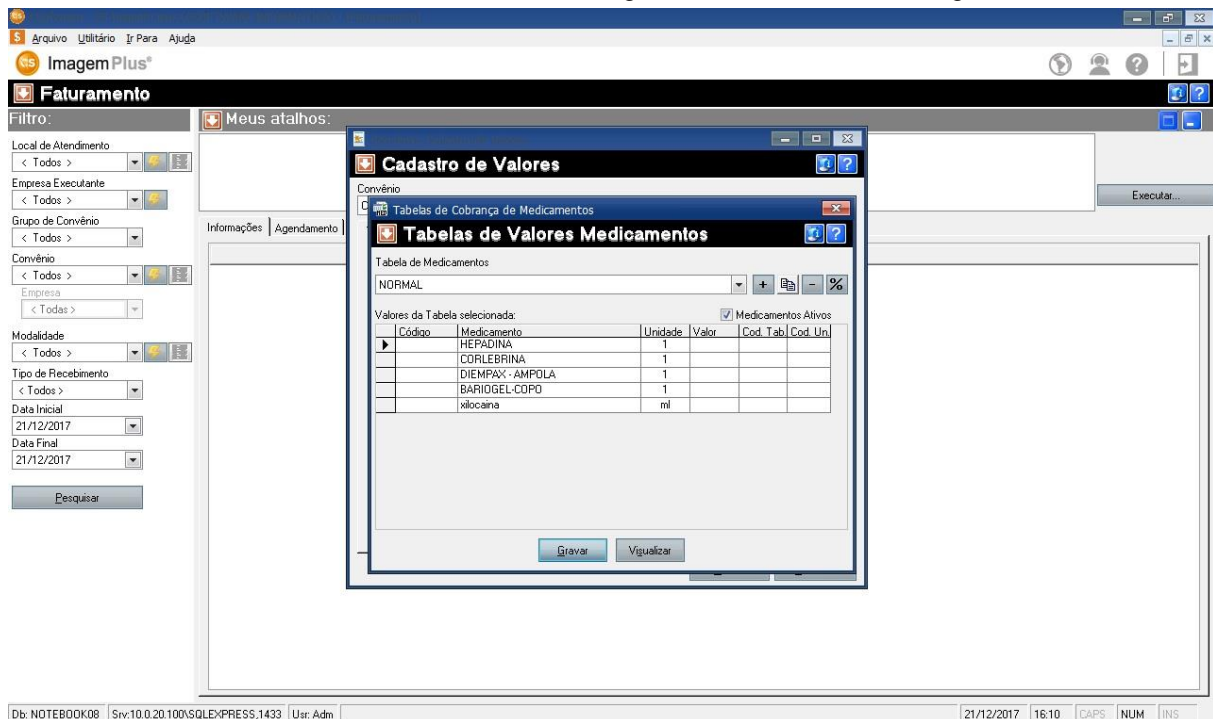 Arquivo Utilitário Ir Para Ajuda
ImagemPlus®
Faturamento
Filtro:
Meus atalhos:
Local de Atendimento
< Todos >
Empresa Executante
< Todos >
Grupo de Convênio
< Todos >
Convênio
< Todos >
Empresa
< Todas >
Modalidade
< Todos >
Tipo de Recebimento
< Todos >
Data Inicial
21/12/2017
Data Final
21/12/2017
Pesquisar
Executar...
Informações Agendamento
Cadastro de Valores
Convênio
Tabelas de Cobrança de Medicamentos
Tabelas de Valores Medicamentos
Tabela de Medicamentos
NORMAL
Valores da Tabela selecionada: Medicamentos Ativos
Código Medicamento Unidade Valor Cod. Tab. Cod. Un.
HEPADINA 1
CORLEBRINA 1
DIEMPAX - AMPOLA 1
BARIOGEL-COPO 1
xilocaina ml
Gravar Visualizar
Db: NOTEBOOK08 Srv:10.0.20.100\SQLEXPRESS,1433 Usr: Adm 21/12/2017 16:10 CAPS NUM INS